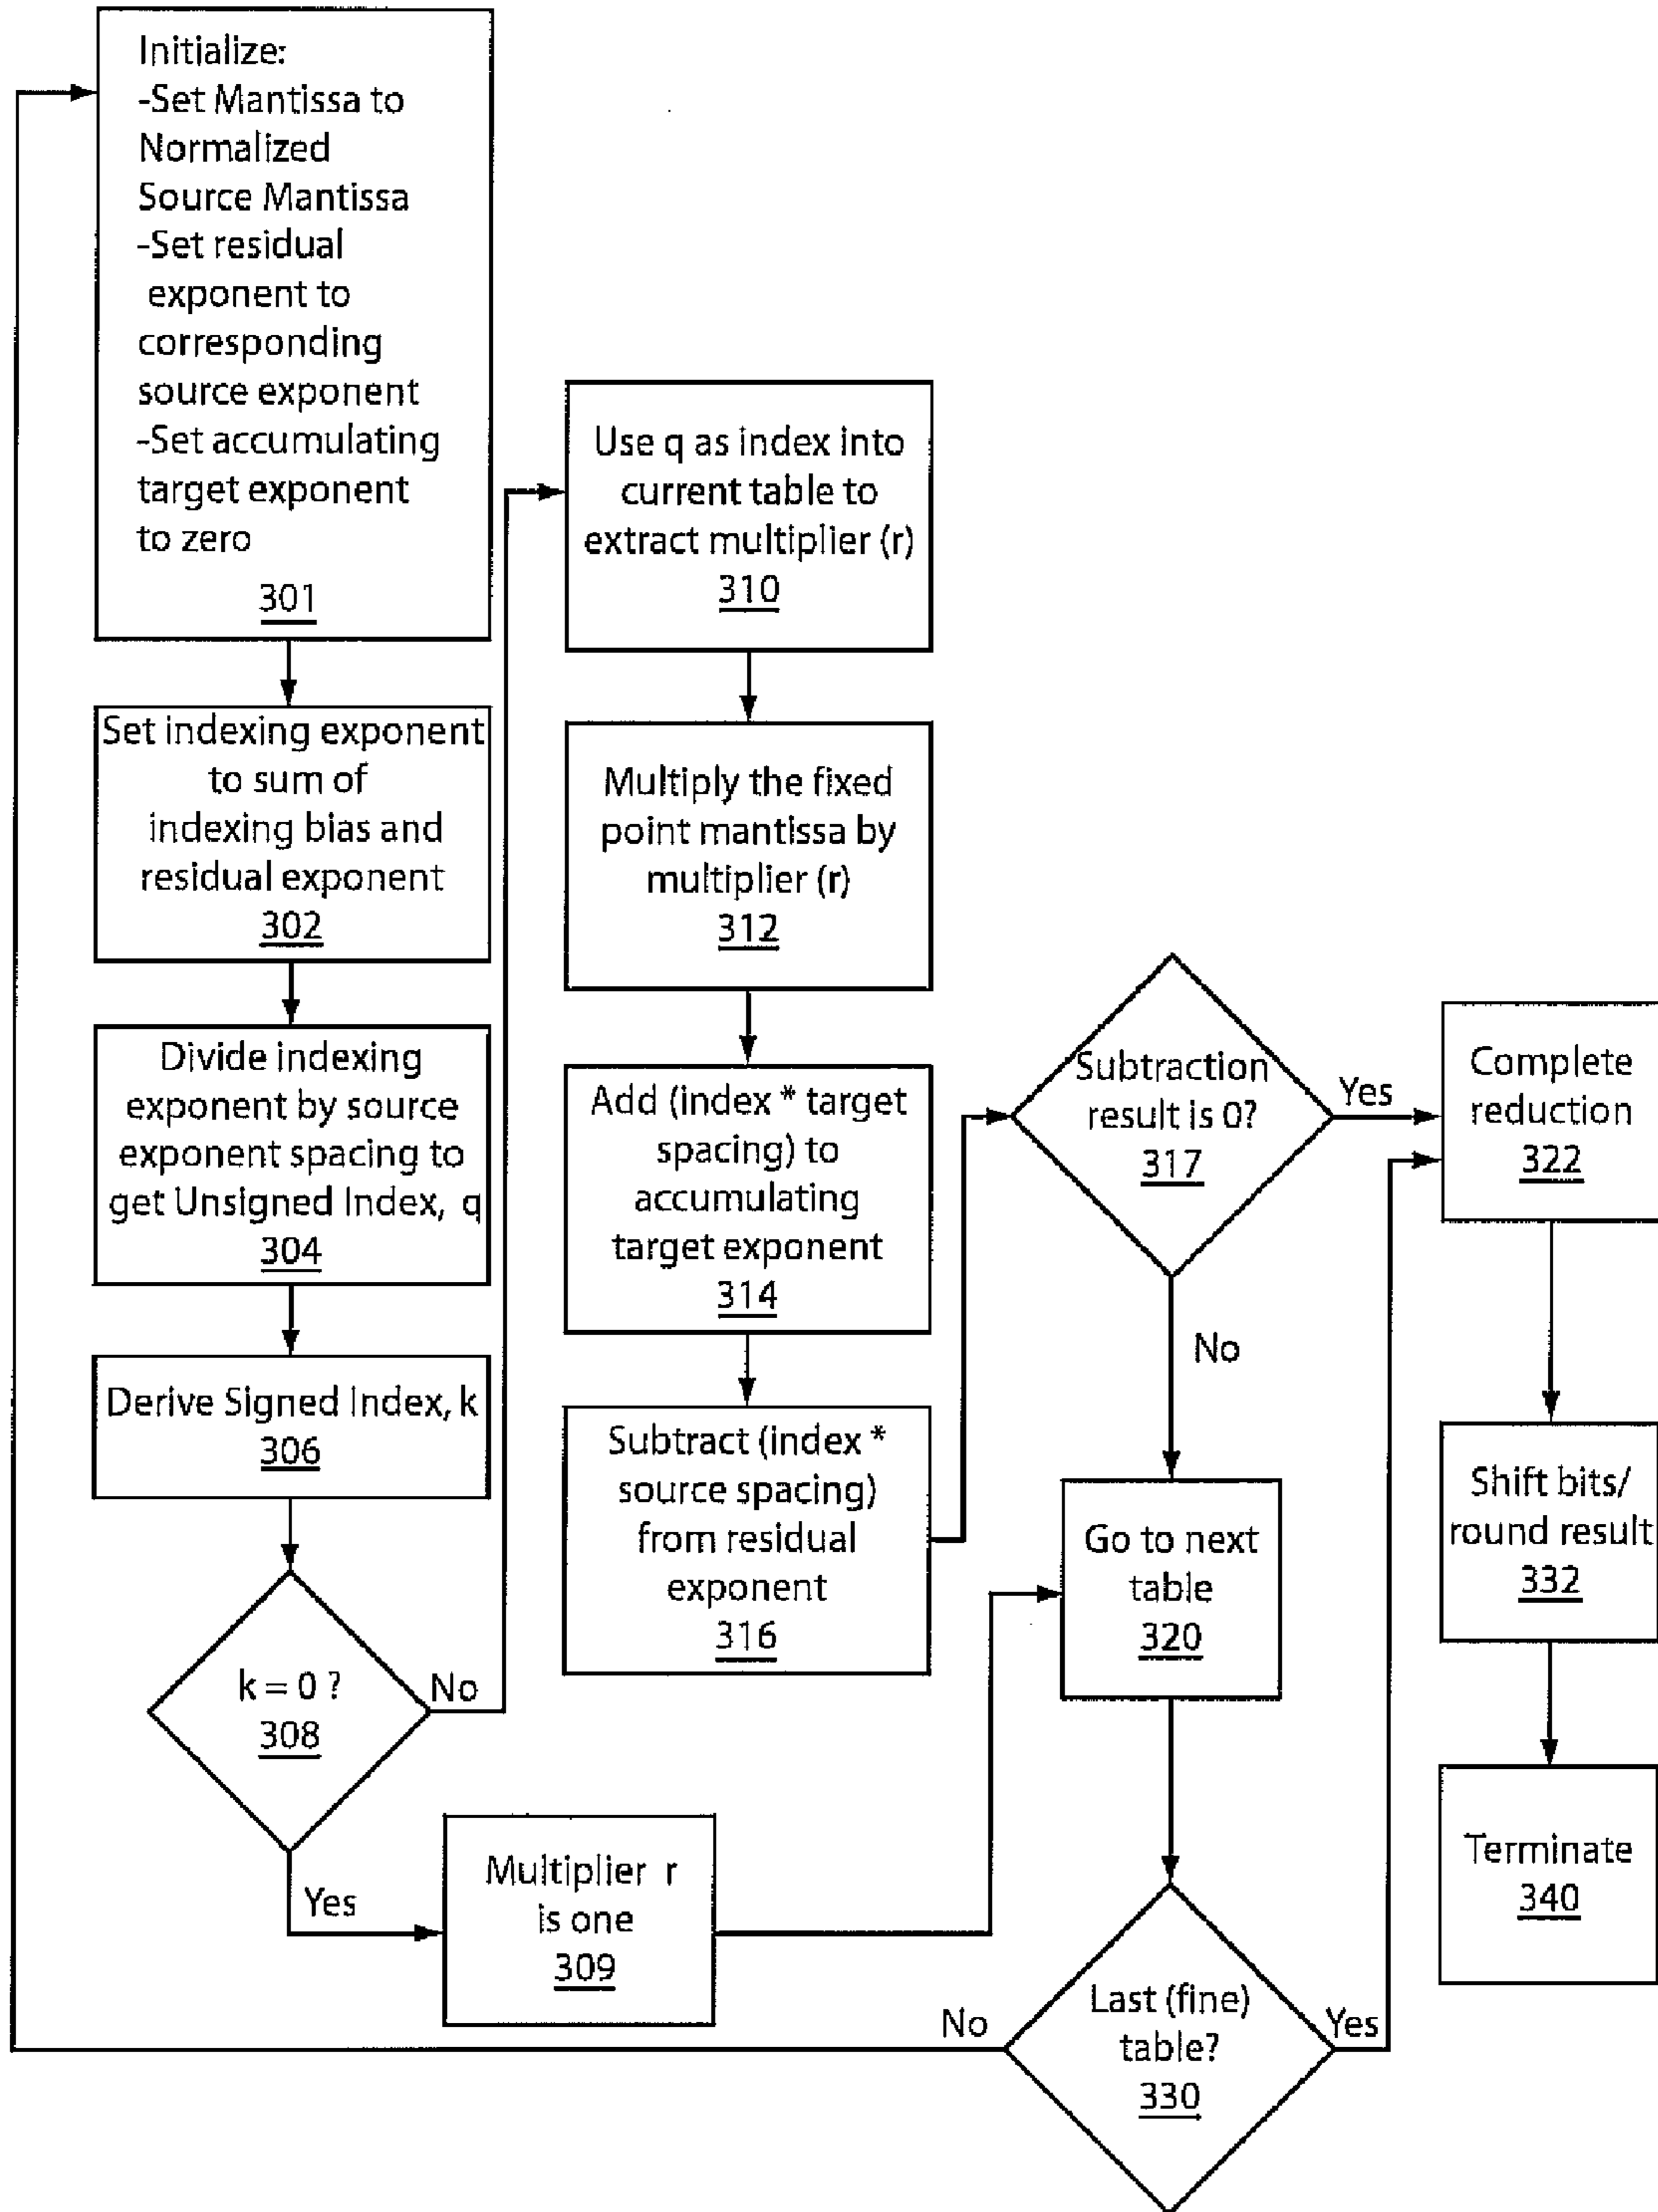 Initialize:
-Set Mantissa to
Normalized
Source Mantissa
-Set residual
exponent to
corresponding
source exponent
-Set accumulating
target exponent
to zero
301
Set indexing exponent
to sum of
indexing bias and
residual exponent
302
Divide indexing
exponent by source
exponent spacing to
get Unsigned Index, q
304
Derive Signed Index, k
306
k = 0 ?
308
No
Yes
Multiplier r
is one
309
Use q as index into
current table to
extract multiplier (r)
310
Multiply the fixed
point mantissa by
multiplier (r)
312
Add (index * target
spacing) to
accumulating
target exponent
314
Subtract (index *
source spacing)
from residual
exponent
316
Subtraction
result is 0?
317
Yes
No
Go to next
table
320
Last (fine)
table?
330
No
Yes
Complete
reduction
322
Shift bits/
round result
332
Terminate
340